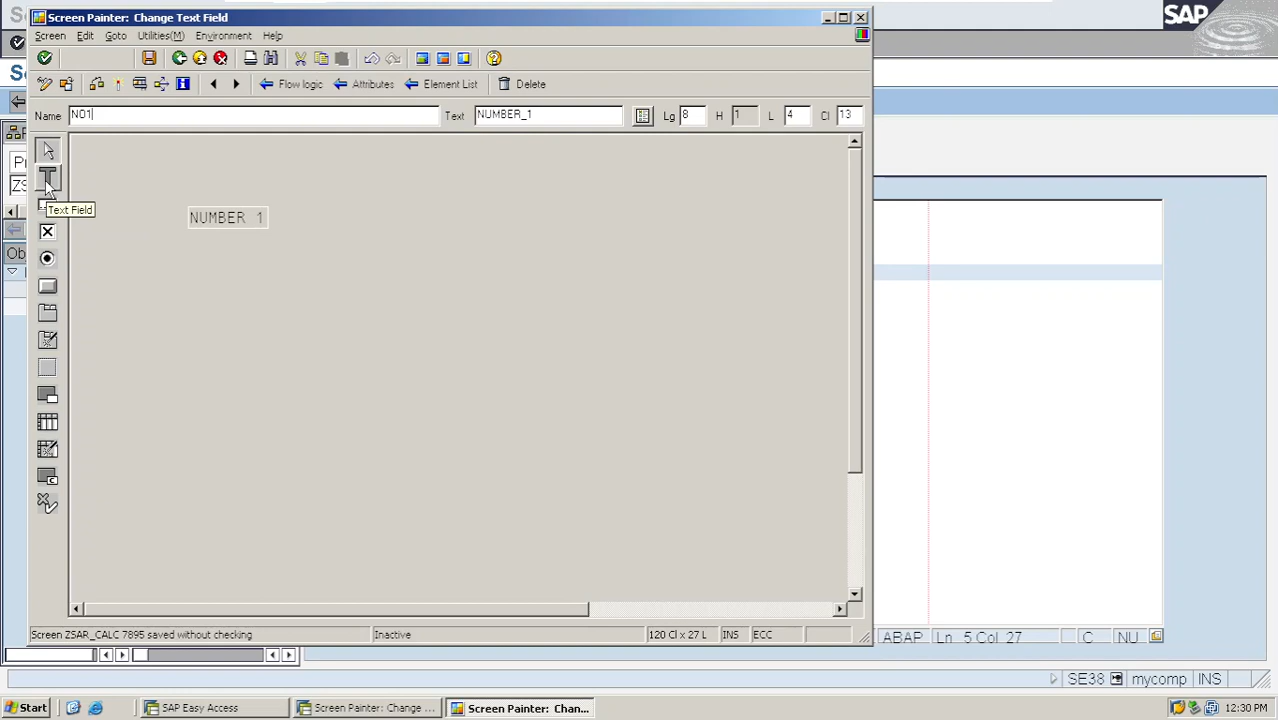 Screen Painter: Change Text Field
SAP
Screen Edit Goto Utilities(M) Environment Help
Flow logic Attributes Element List Delete
Name NO1 Text NUMBER_1 Lg 8 H 1 L 4 Cl 13
Text Field
NUMBER 1
ZS
Ob
Screen ZSAR_CALC 7895 saved without checking Inactive 120 Cl x 27 L INS ECC
ABAP Ln 5 Col 27 C NU
SE38 mycomp INS
Start SAP Easy Access Screen Painter: Change ... Screen Painter: Chan... 12:30 PM